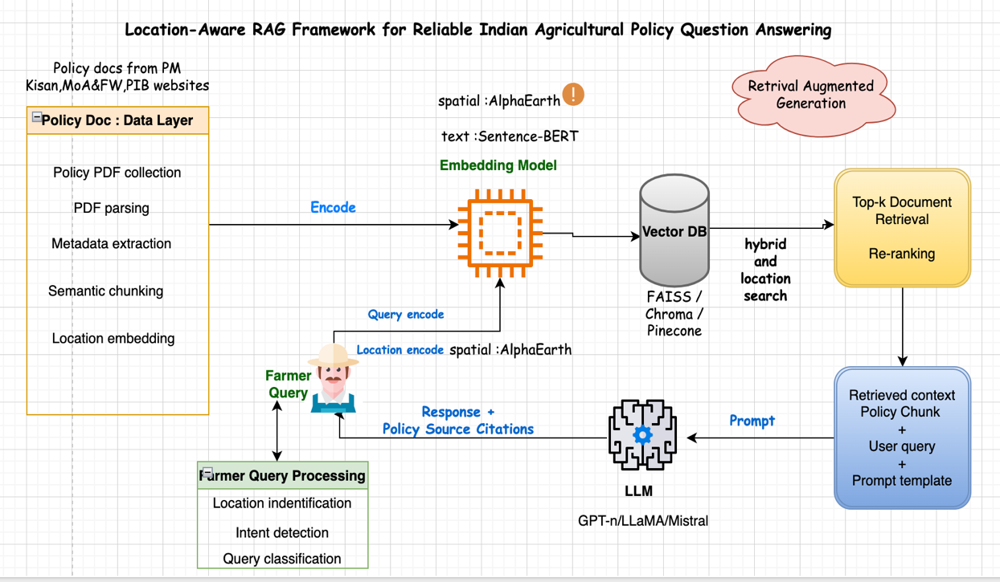 Location-Aware RAG Framework for Reliable Indian Agricultural Policy Question Answering
Policy docs from PM
Kisan,MoA&FW,PIB websites
Policy Doc : Data Layer
Policy PDF collection
PDF parsing
Metadata extraction
Semantic chunking
Location embedding
Encode
spatial :AlphaEarth
!
text :Sentence-BERT
Embedding Model
Vector DB
FAISS /
Chroma /
Pinecone
hybrid
and
location
search
Retrival Augmented
Generation
Top-k Document
Retrieval
Re-ranking
Query encode
Location encode spatial :AlphaEarth
Farmer
Query
Farmer Query Processing
Location indentification
Intent detection
Query classification
Response +
Policy Source Citations
LLM
GPT-n/LLaMA/Mistral
Prompt
Retrieved context
Policy Chunk
+
User query
+
Prompt template